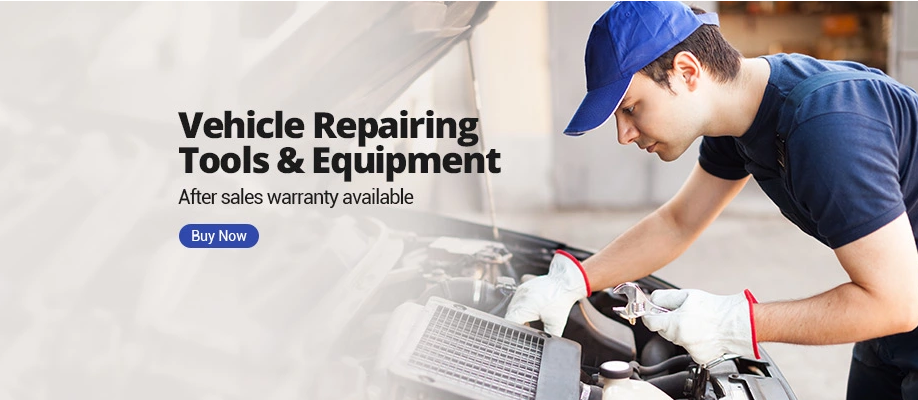 Vehicle Repairing
Tools & Equipment
After sales warranty available
Buy Now